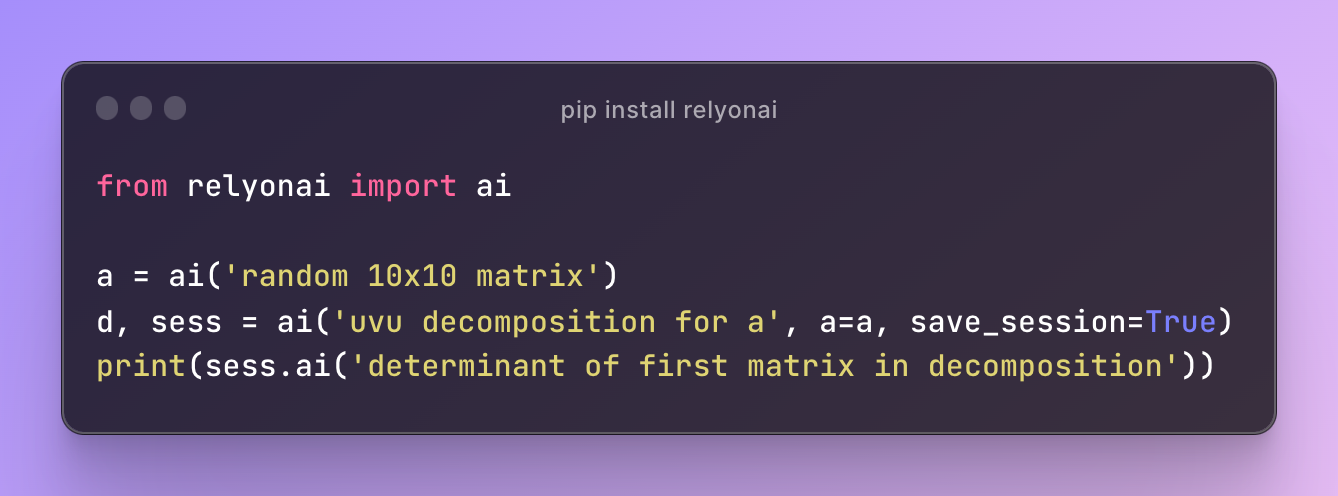 pip install relyonai
from relyonai import ai
a = ai('random 10x10 matrix')
d, sess = ai('uvu decomposition for a', a=a, save_session=True)
print(sess.ai('determinant of first matrix in decomposition'))